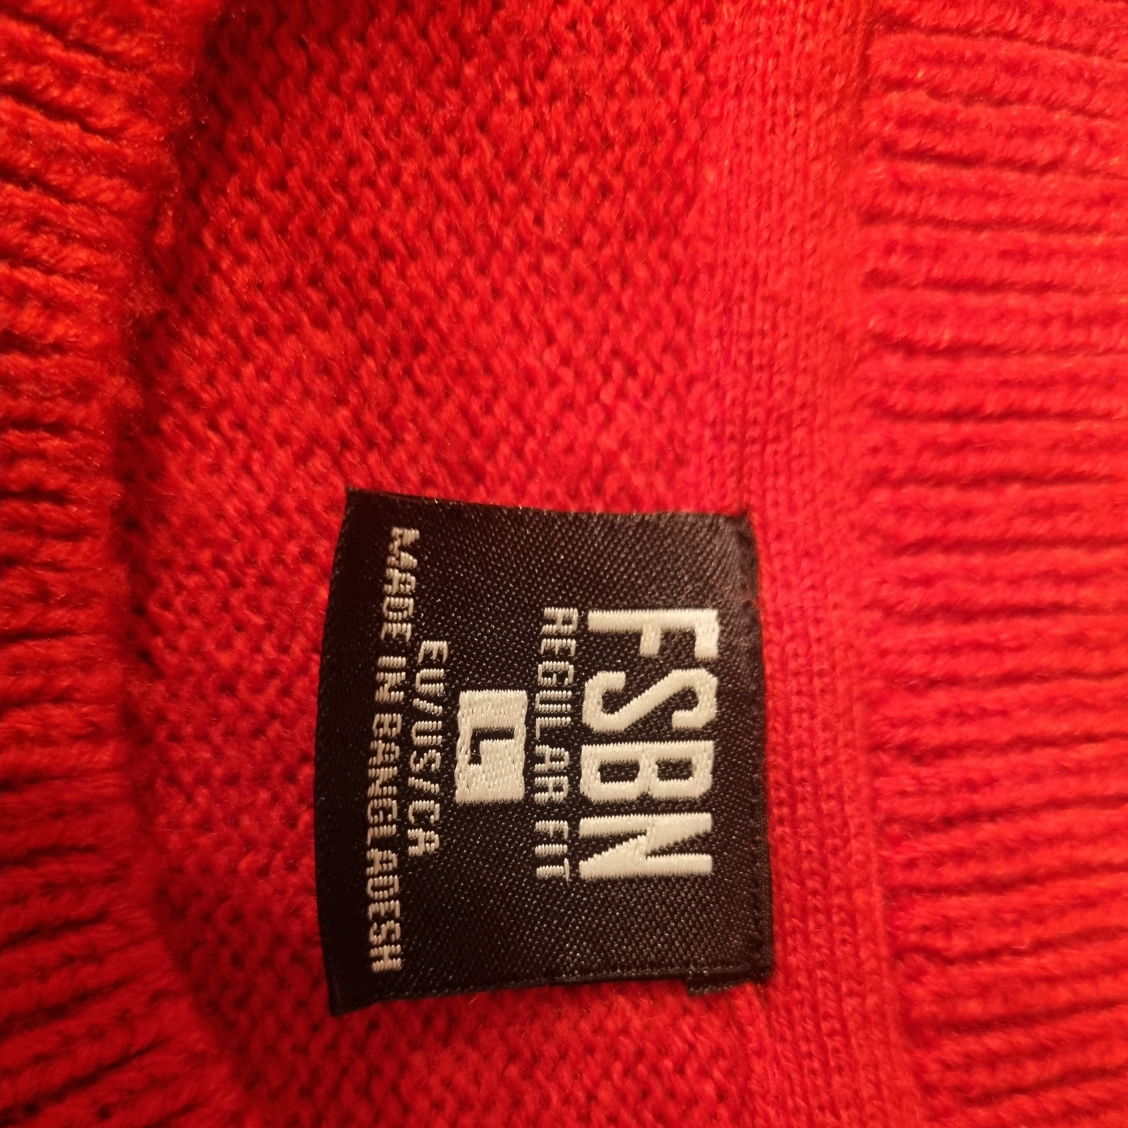 FSBN
REGULAR FIT
L
EU/US/CA
MADE IN BANGLADESH